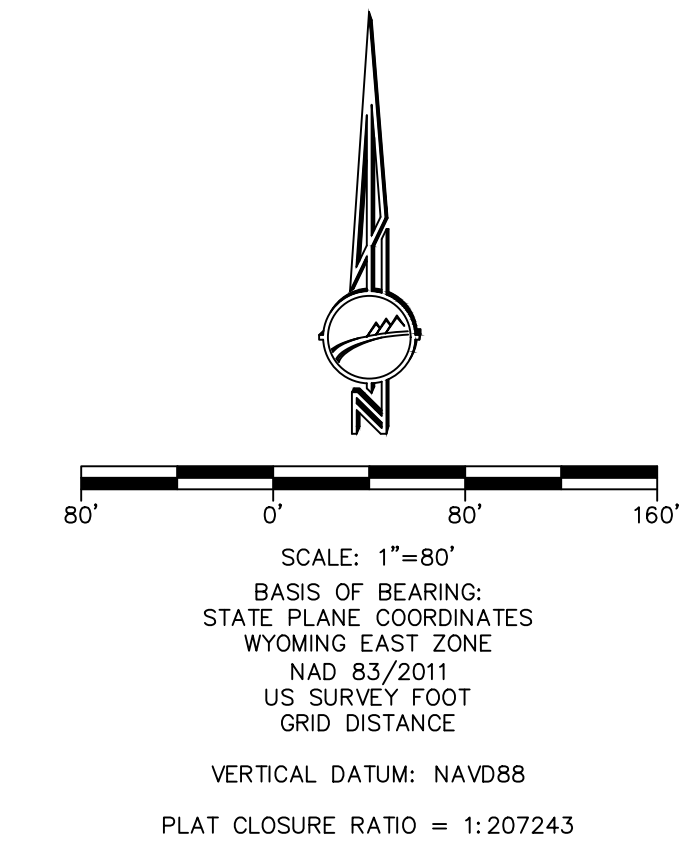 N
80' 0' 80' 160'
SCALE: 1"=80'
BASIS OF BEARING:
STATE PLANE COORDINATES
WYOMING EAST ZONE
NAD 83/2011
US SURVEY FOOT
GRID DISTANCE
VERTICAL DATUM: NAVD88
PLAT CLOSURE RATIO = 1:207243